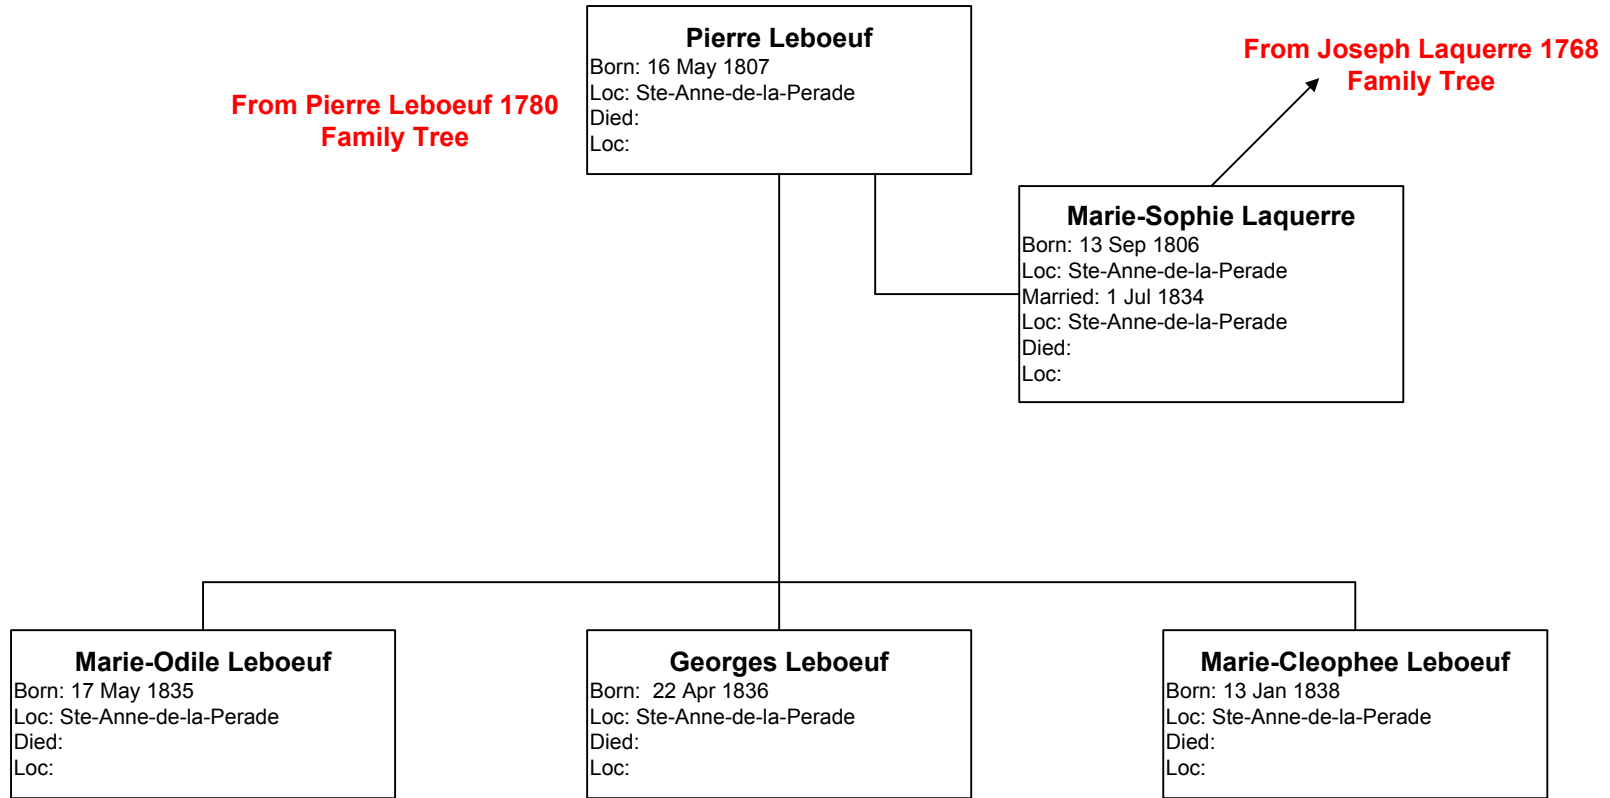 Pierre Leboeuf
Born: 16 May 1807
Loc: Ste-Anne-de-la-Perade
Died:
Loc:
From Pierre Leboeuf 1780
Family Tree
From Joseph Laquerre 1768
Family Tree
Marie-Sophie Laquerre
Born: 13 Sep 1806
Loc: Ste-Anne-de-la-Perade
Married: 1 Jul 1834
Loc: Ste-Anne-de-la-Perade
Died:
Loc:
Marie-Odile Leboeuf
Born: 17 May 1835
Loc: Ste-Anne-de-la-Perade
Died:
Loc:
Georges Leboeuf
Born:  22 Apr 1836
Loc: Ste-Anne-de-la-Perade
Died:
Loc:
Marie-Cleophee Leboeuf
Born: 13 Jan 1838
Loc: Ste-Anne-de-la-Perade
Died:
Loc: